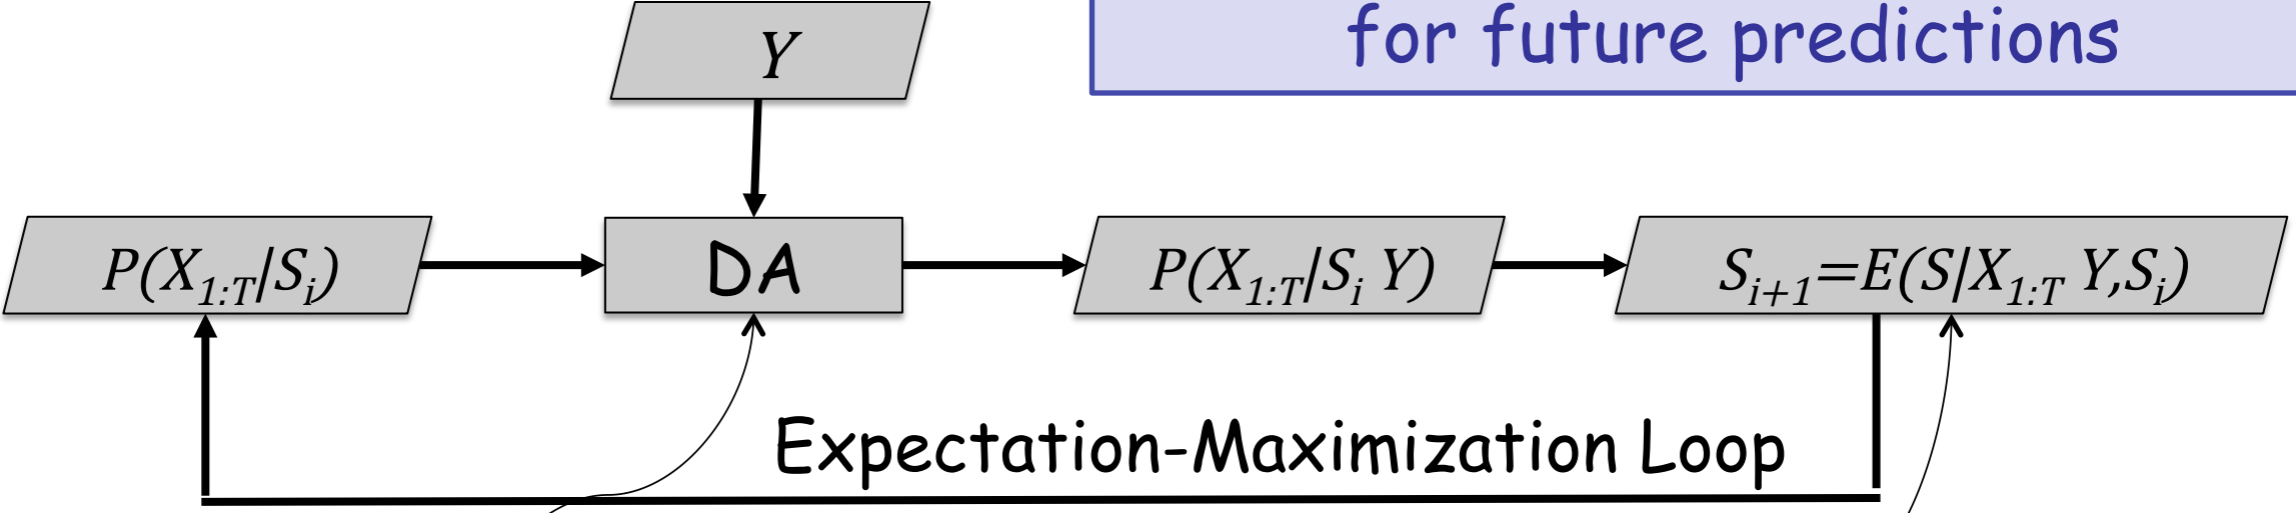 for future predictions
Y
P(X1:T|Si)
DA
P(X1:T|Si Y)
Si+1=E(S|X1:T Y,Si)
Expectation-Maximization Loop